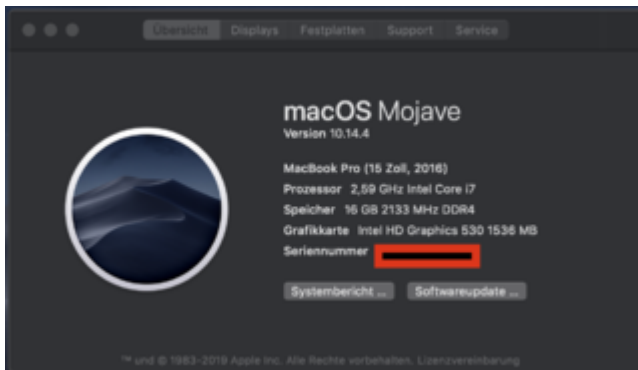 Übersicht Displays Festplatten Support Service
macOS Mojave
Version 10.14.4
MacBook Pro (15 Zoll, 2016)
Prozessor 2,59 GHz Intel Core i7
Speicher 16 GB 2133 MHz DDR4
Grafikkarte Intel HD Graphics 530 1536 MB
Seriennummer
Systembericht ... Softwareupdate ...
™ und © 1983-2019 Apple Inc. Alle Rechte vorbehalten. Lizenzvereinbarung